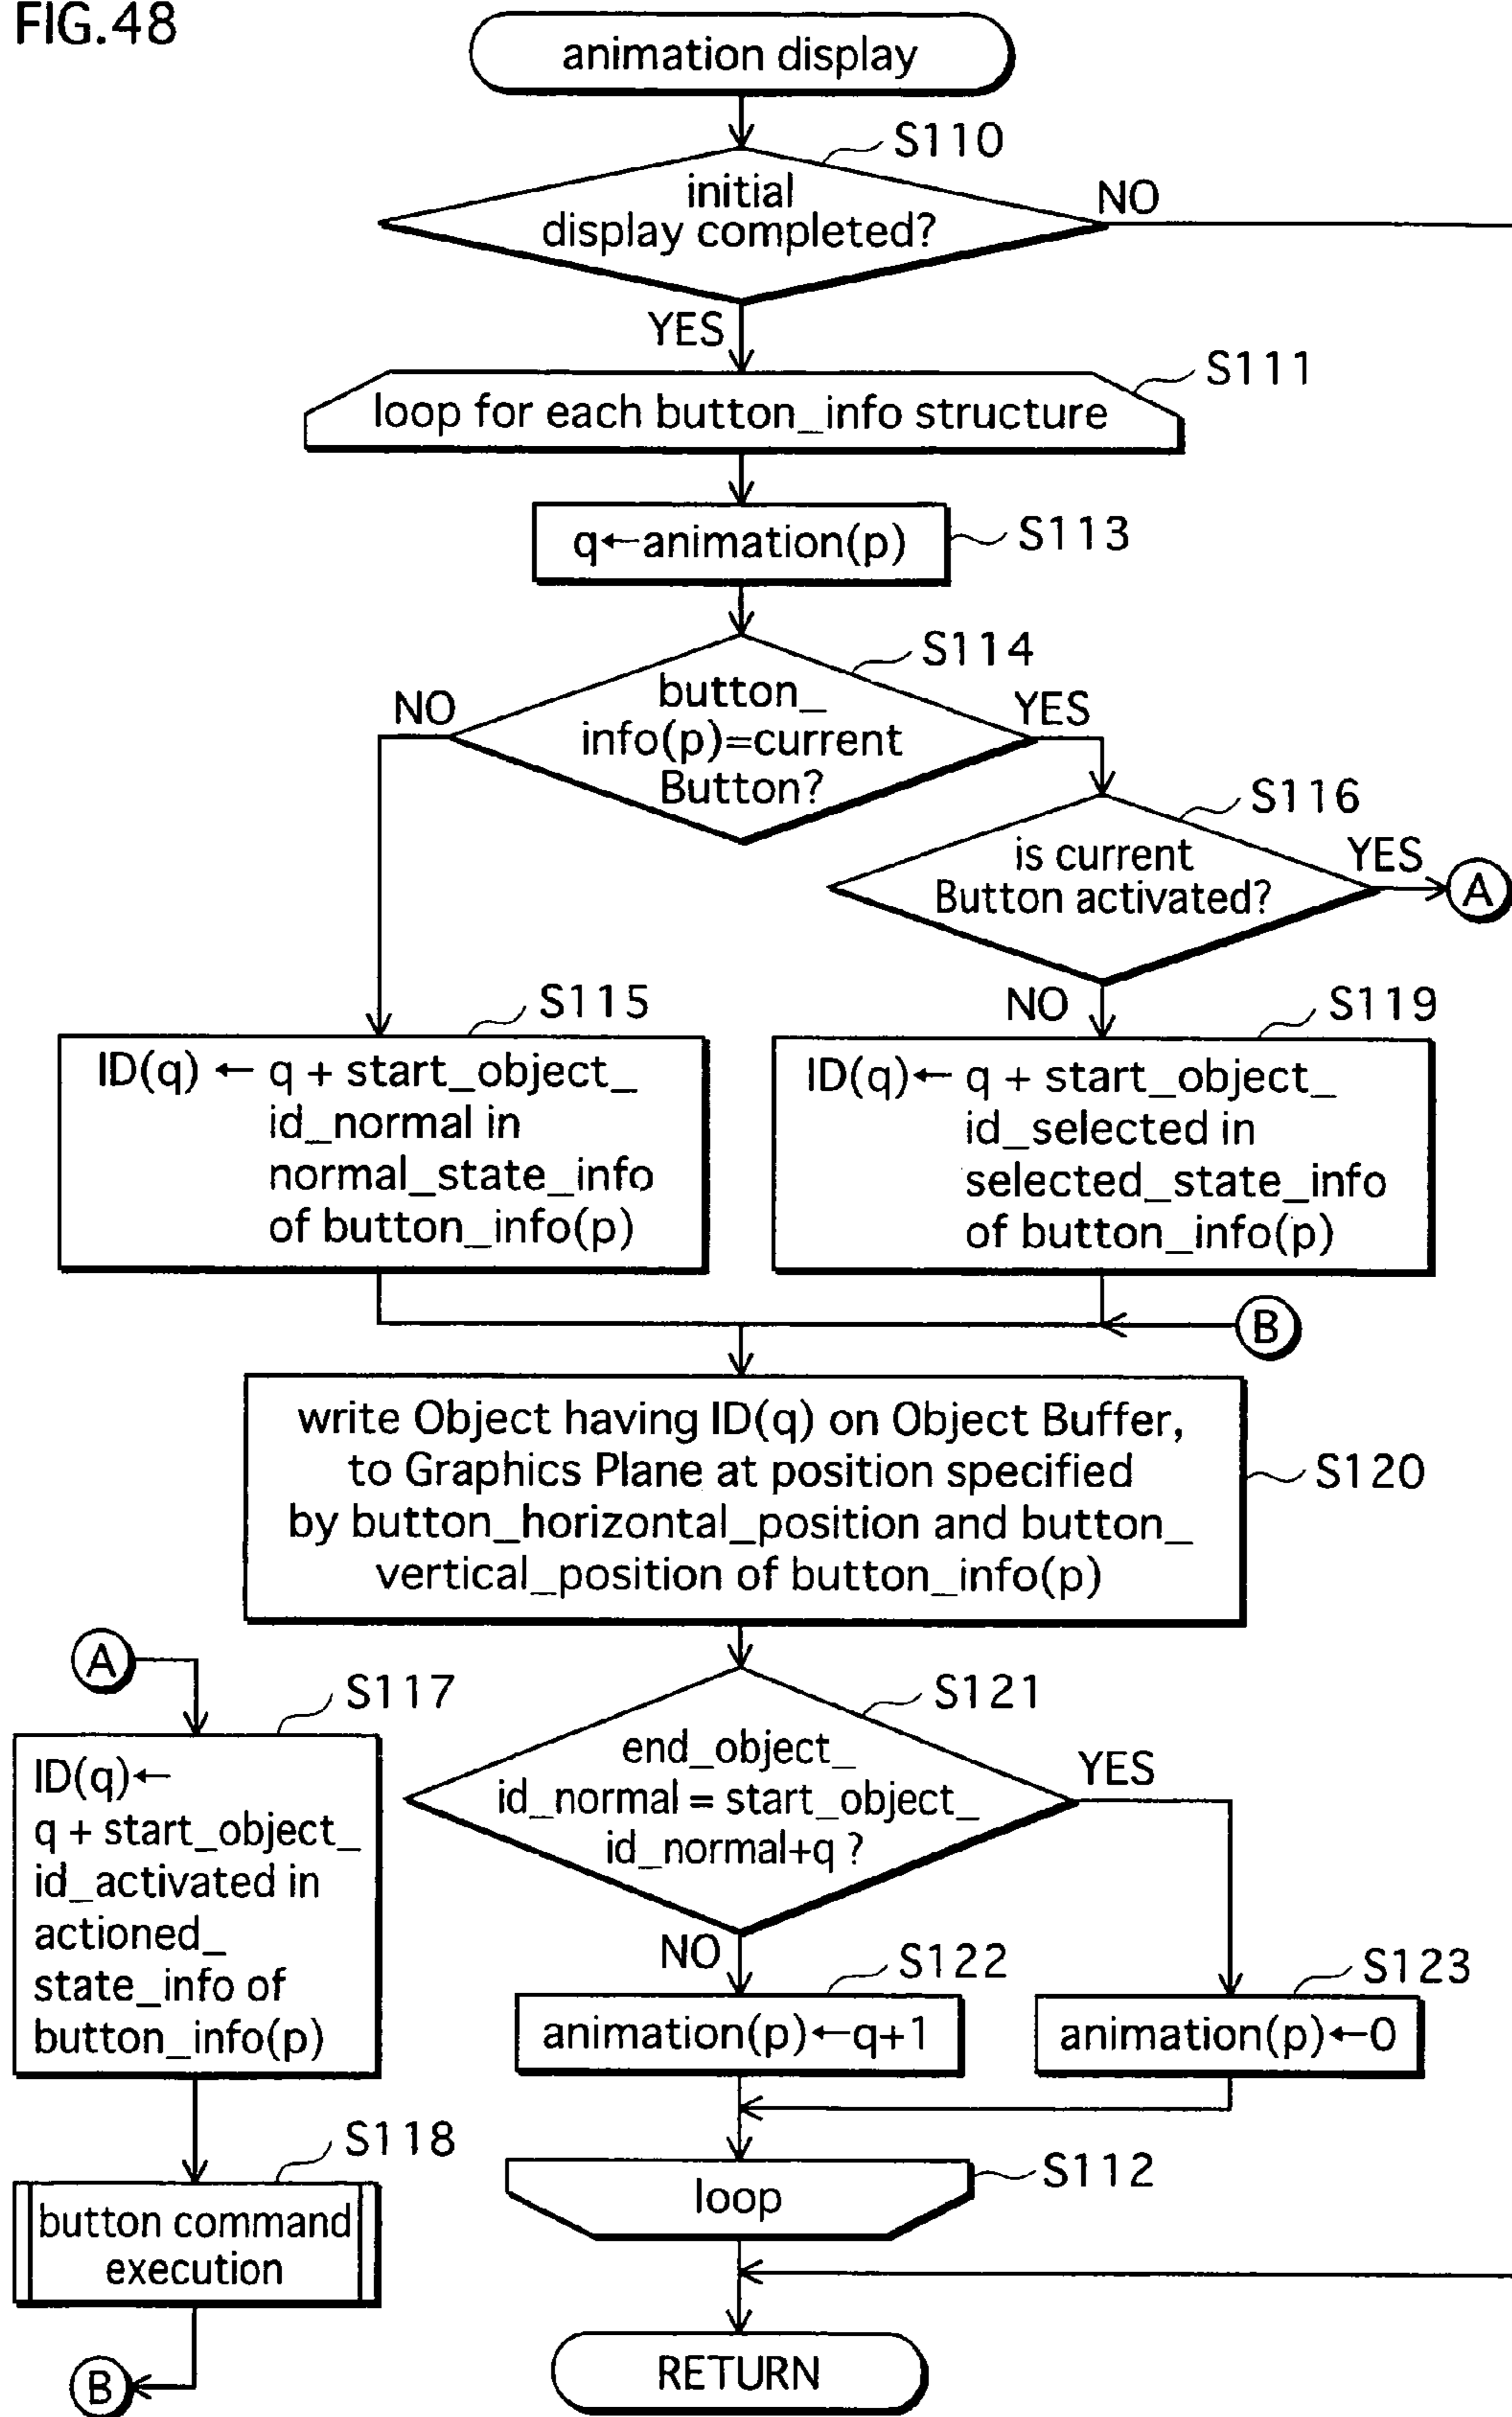 FIG.48
animation display
S110
initial
display completed?
NO
YES
S111
loop for each button_info structure
q←animation(p)
S113
S114
button_
info(p)=current
Button?
NO
YES
S116
is current
Button activated?
YES
A
NO
S115
ID(q) ← q + start_object_
id_normal in
normal_state_info
of button_info(p)
S119
ID(q)← q + start_object_
id_selected in
selected_state_info
of button_info(p)
B
write Object having ID(q) on Object Buffer,
to Graphics Plane at position specified
by button_horizontal_position and button_
vertical_position of button_info(p)
S120
A
S117
ID(q)←
q + start_object_
id_activated in
actioned_
state_info of
button_info(p)
S118
button command
execution
B
S121
end_object_
id_normal = start_object_
id_normal+q ?
YES
NO
S122
animation(p)←q+1
S123
animation(p)←0
S112
loop
RETURN